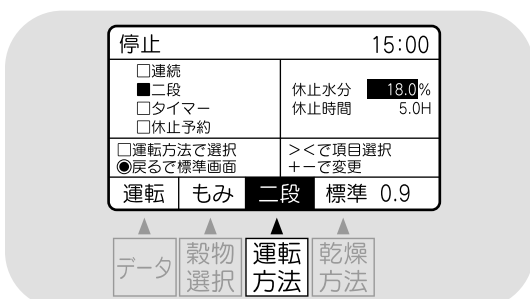 停止 15:00
□連続
■二段
□タイマー
□休止予約
休止水分 18.0%
休止時間 5.0H
□運転方法で選択
◉戻るで標準画面
><で項目選択
+−で変更
運転 もみ 二段 標準 0.9
データ 穀物選択 運転方法 乾燥方法